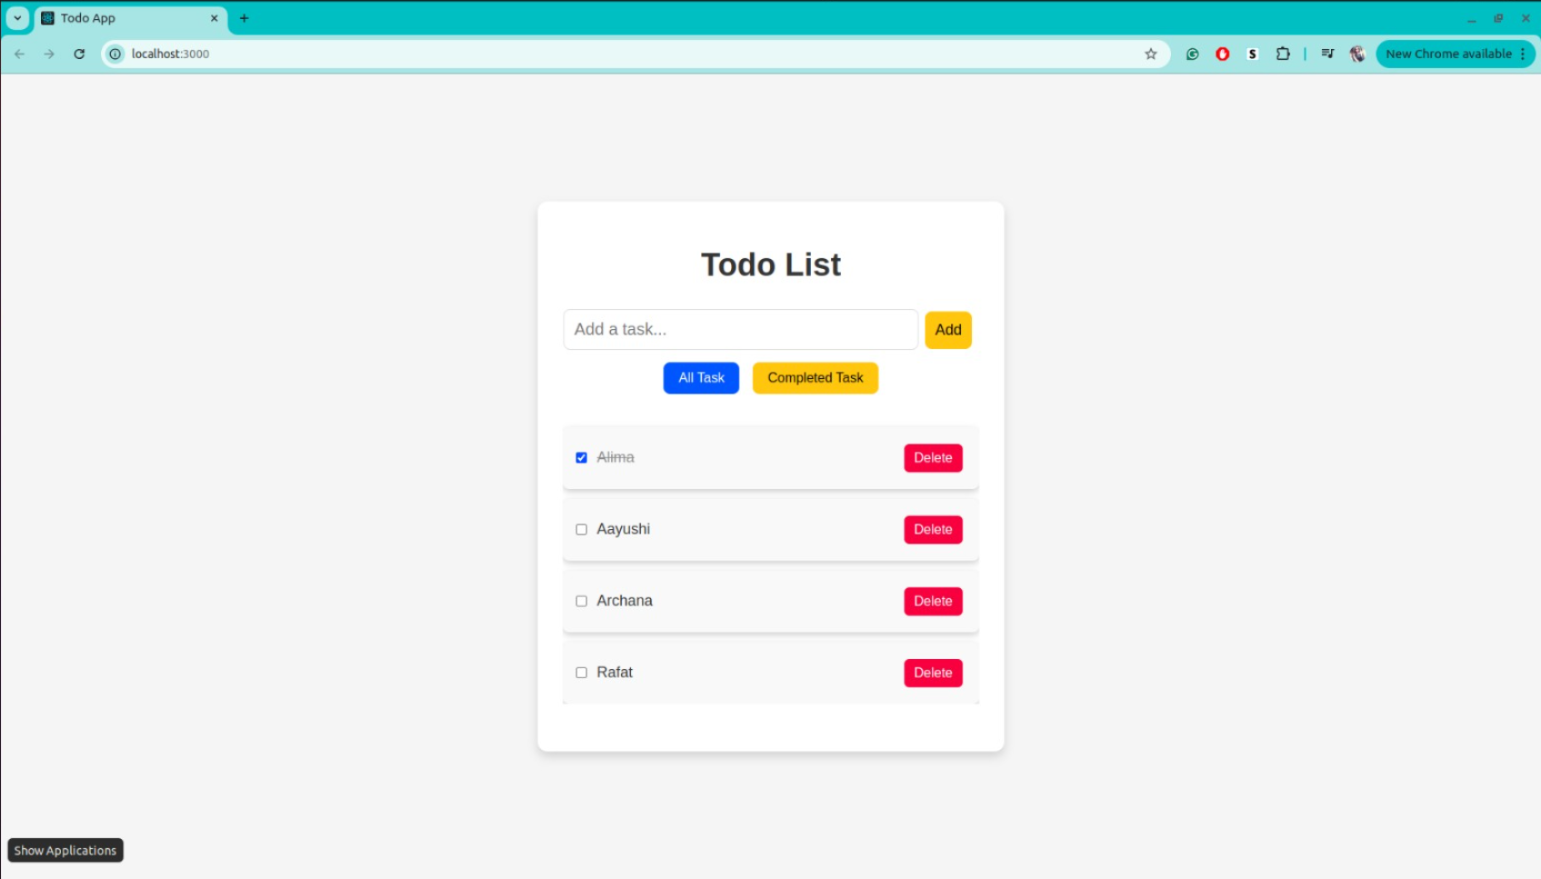 Todo App
localhost:3000
S
New Chrome available
Todo List
Add a task...
Add
All Task
Completed Task
Alima
Delete
Aayushi
Delete
Archana
Delete
Rafat
Delete
Show Applications